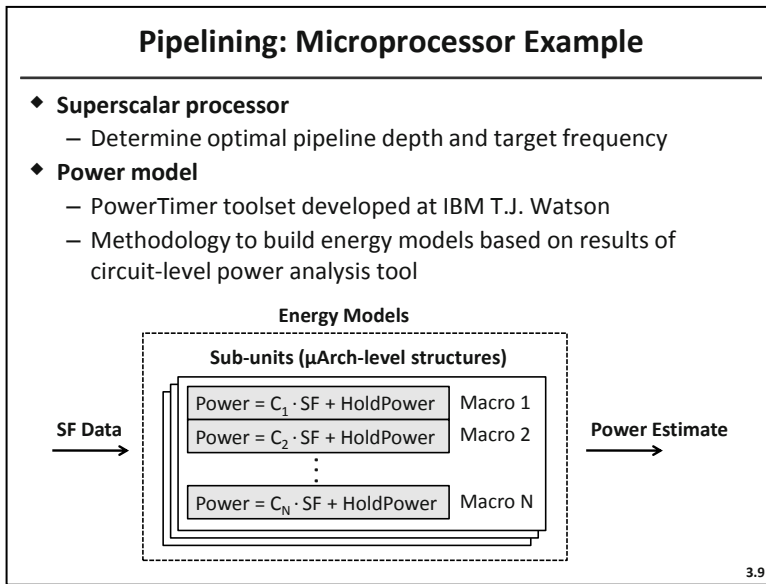 Pipelining: Microprocessor Example
◆ Superscalar processor
– Determine optimal pipeline depth and target frequency
◆ Power model
– PowerTimer toolset developed at IBM T.J. Watson
– Methodology to build energy models based on results of
circuit-level power analysis tool
Energy Models
Sub-units (μArch-level structures)
Power = C₁ · SF + HoldPower Macro 1
SF Data
Power = C₂ · SF + HoldPower Macro 2
Power Estimate
⋮
Power = C_N · SF + HoldPower Macro N
3.9